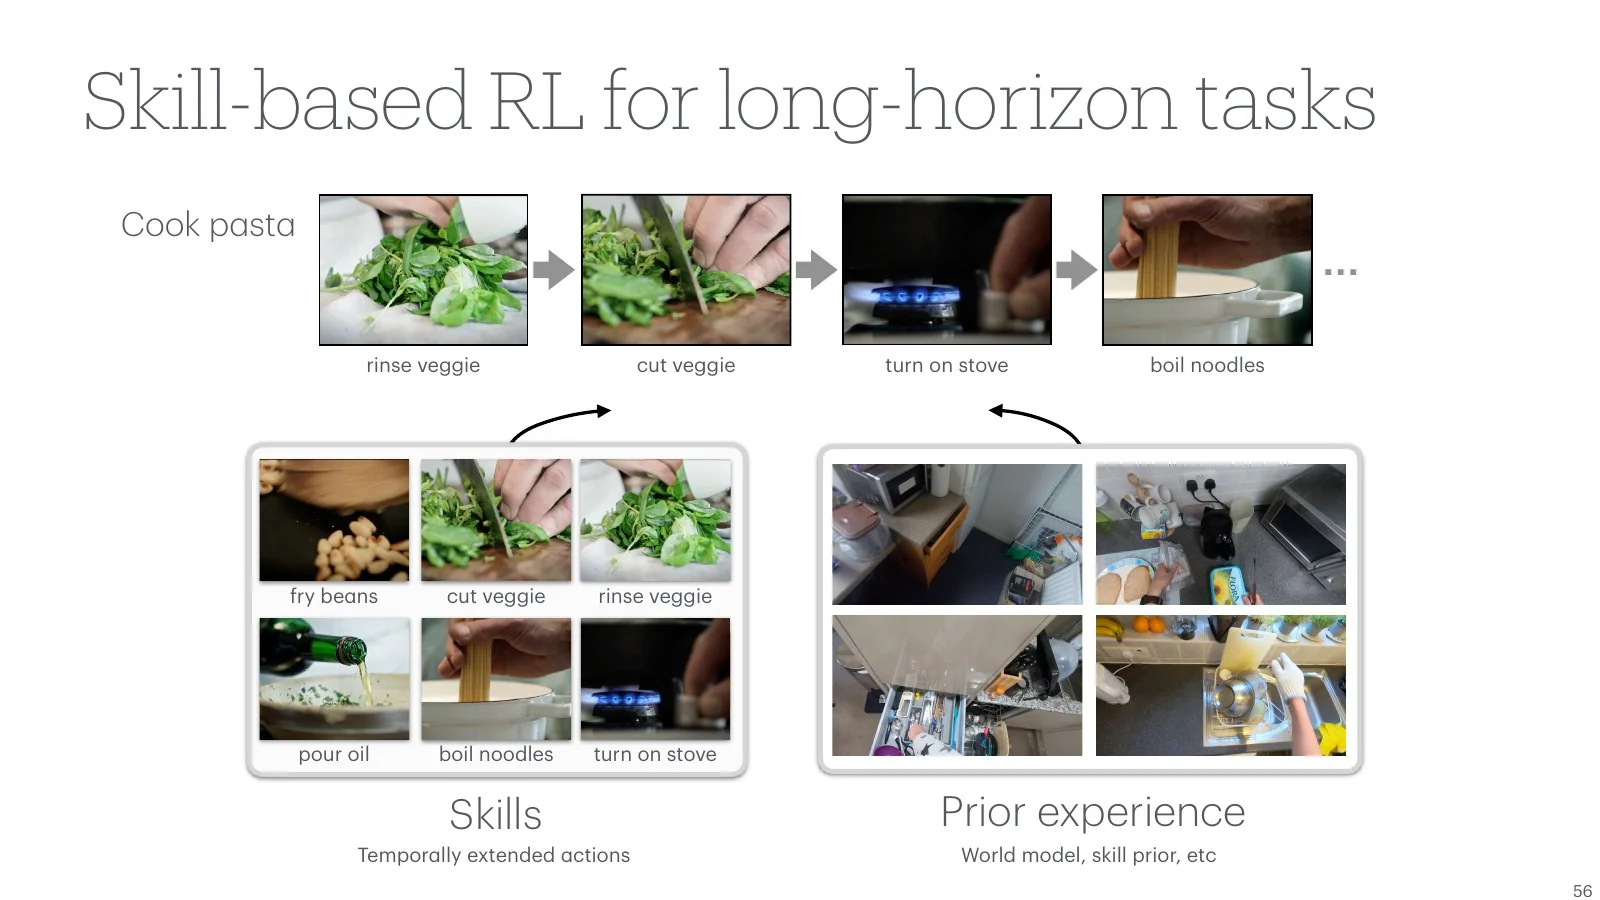 Skill-based RL for long-horizon tasks
Cook pasta
...
rinse veggie
cut veggie
turn on stove
boil noodles
fry beans
cut veggie
rinse veggie
pour oil
boil noodles
turn on stove
Skills
Temporally extended actions
FLORA
Prior experience
World model, skill prior, etc
56